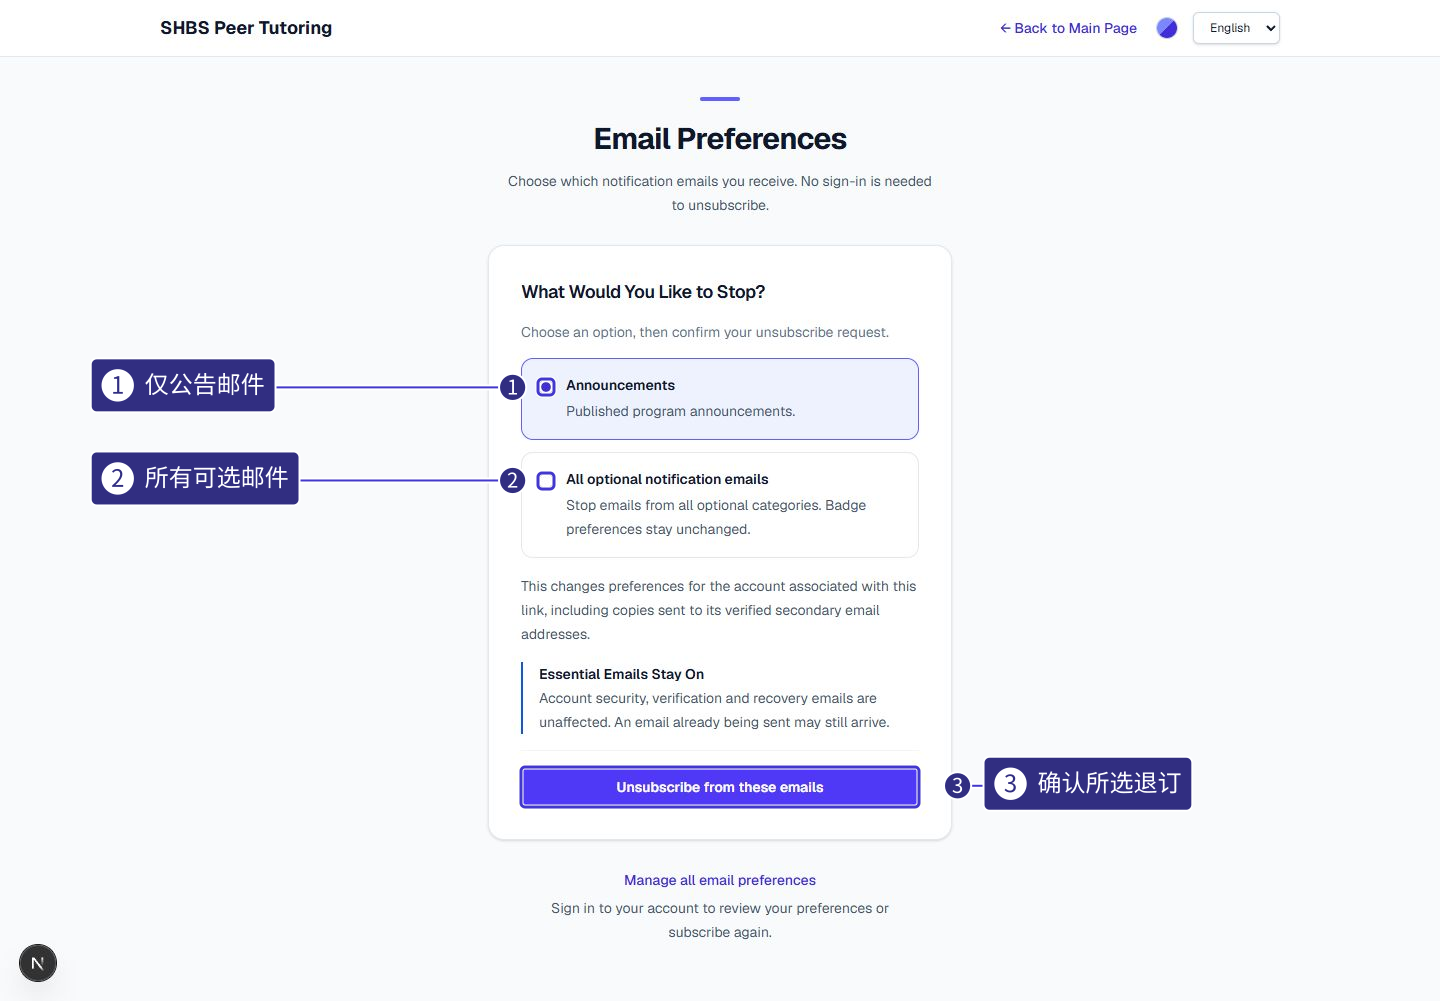 SHBS Peer Tutoring
← Back to Main Page
English
Email Preferences
Choose which notification emails you receive. No sign-in is needed
to unsubscribe.
What Would You Like to Stop?
Choose an option, then confirm your unsubscribe request.
1 仅公告邮件
1
Announcements
Published program announcements.
2 所有可选邮件
2
All optional notification emails
Stop emails from all optional categories. Badge
preferences stay unchanged.
This changes preferences for the account associated with this
link, including copies sent to its verified secondary email
addresses.
Essential Emails Stay On
Account security, verification and recovery emails are
unaffected. An email already being sent may still arrive.
Unsubscribe from these emails
3
3 确认所选退订
Manage all email preferences
Sign in to your account to review your preferences or
subscribe again.
N